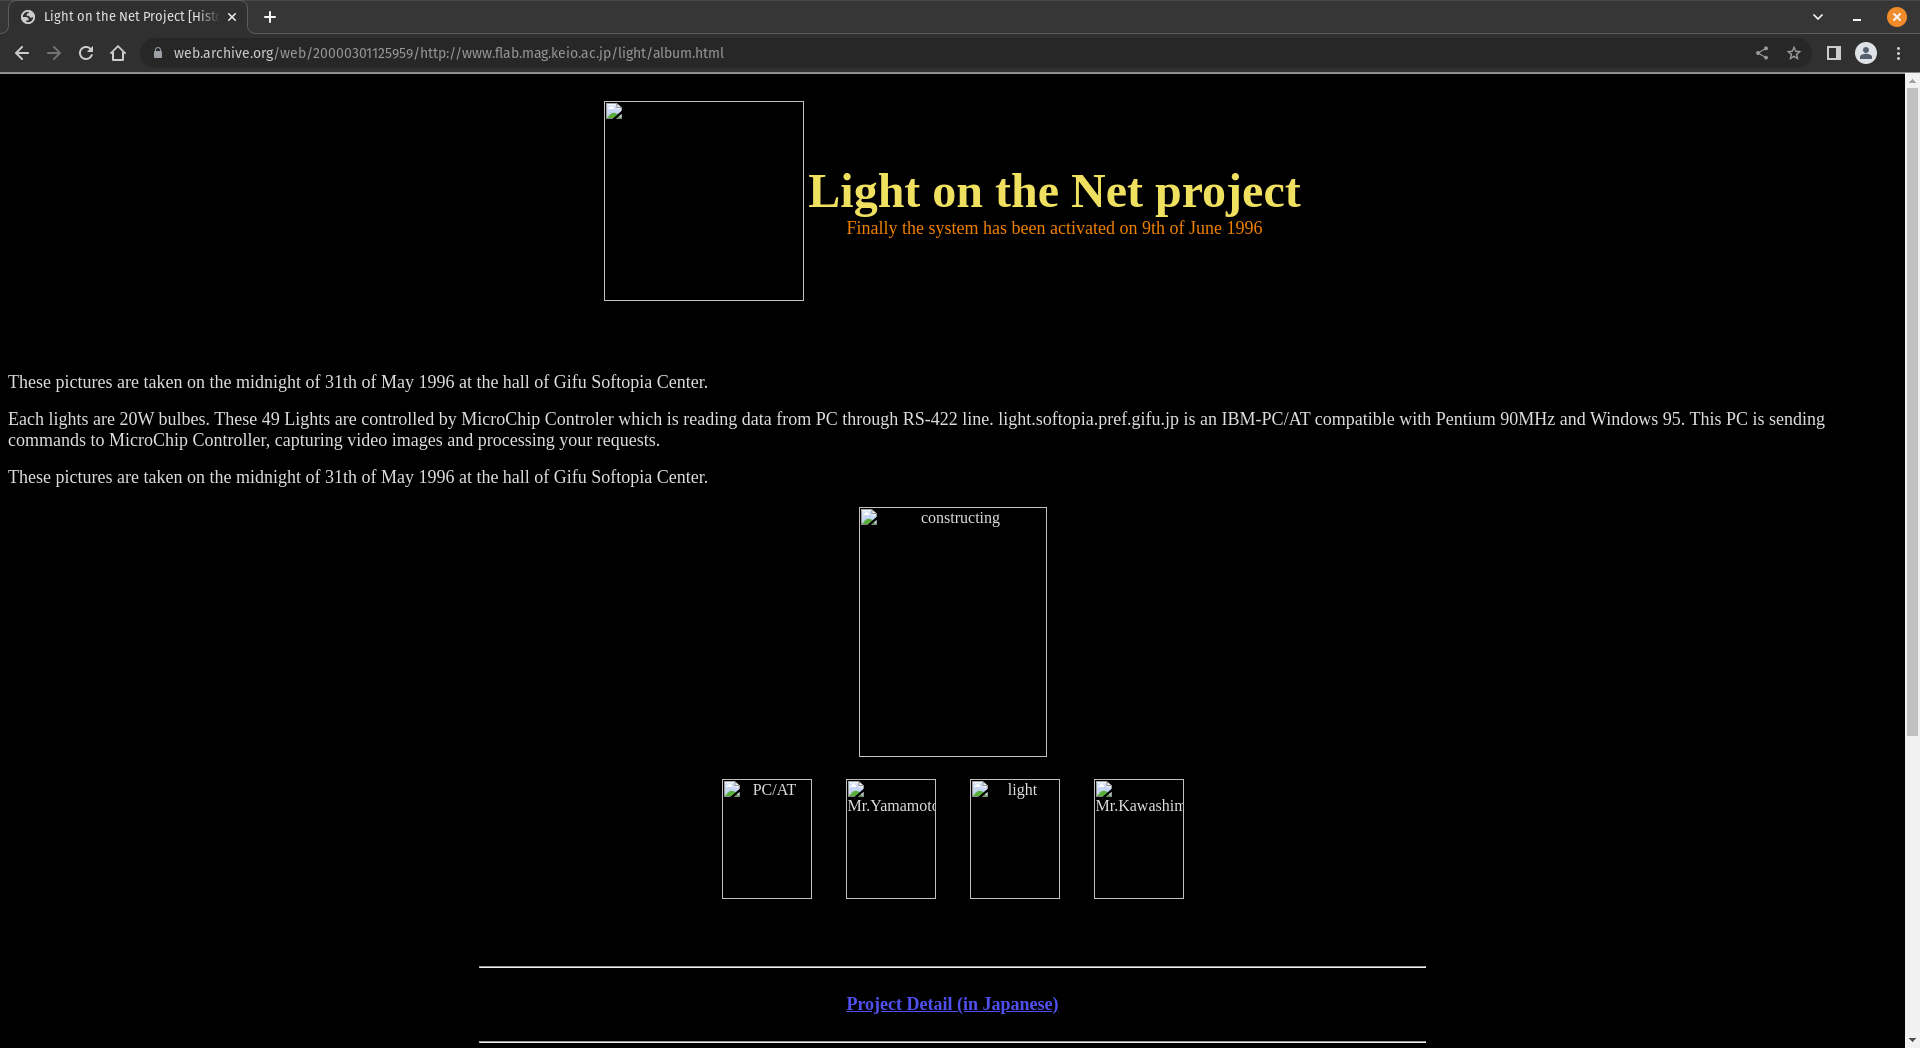 Light on the Net Project [Hist
web.archive.org/web/20000301125959/http://www.flab.mag.keio.ac.jp/light/album.html
Light on the Net project
Finally the system has been activated on 9th of June 1996
These pictures are taken on the midnight of 31th of May 1996 at the hall of Gifu Softopia Center.
Each lights are 20W bulbes. These 49 Lights are controlled by MicroChip Controler which is reading data from PC through RS-422 line. light.softopia.pref.gifu.jp is an IBM-PC/AT compatible with Pentium 90MHz and Windows 95. This PC is sending
commands to MicroChip Controller, capturing video images and processing your requests.
These pictures are taken on the midnight of 31th of May 1996 at the hall of Gifu Softopia Center.
constructing
PC/AT
Mr.Yamamoto
light
Mr.Kawashim
Project Detail (in Japanese)